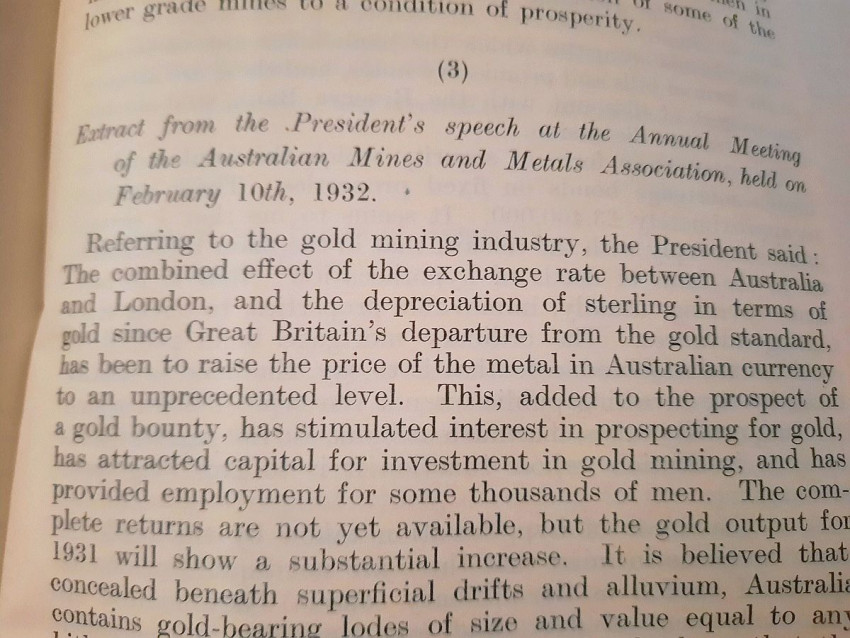 of some of the
lower grade mines to a condition of prosperity.
(3)
Extract from the President's speech at the Annual Meeting
of the Australian Mines and Metals Association, held on
February 10th, 1932.
Referring to the gold mining industry, the President said :
The combined effect of the exchange rate between Australia
and London, and the depreciation of sterling in terms of
gold since Great Britain's departure from the gold standard,
has been to raise the price of the metal in Australian currency
to an unprecedented level. This, added to the prospect of
a gold bounty, has stimulated interest in prospecting for gold,
has attracted capital for investment in gold mining, and has
provided employment for some thousands of men. The com-
plete returns are not yet available, but the gold output for
1931 will show a substantial increase. It is believed that
concealed beneath superficial drifts and alluvium, Australia
contains gold-bearing lodes of size and value equal to any